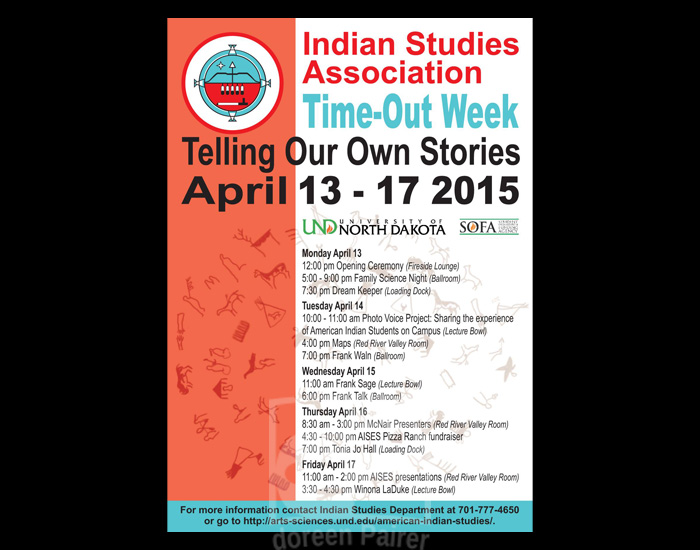 Indian Studies
Association
Time-Out Week
Telling Our Own Stories
April 13 - 17 2015
UND UNIVERSITY OF
NORTH DAKOTA
SOFA
Monday April 13
12:00 pm Opening Ceremony (Fireside Lounge)
5:00 - 9:00 pm Family Science Night (Ballroom)
7:30 pm Dream Keeper (Loading Dock)
Tuesday April 14
10:00 - 11:00 am Photo Voice Project: Sharing the experience
of American Indian Students on Campus (Lecture Bowl)
4:00 pm Maps (Red River Valley Room)
7:00 pm Frank Waln (Ballroom)
Wednesday April 15
11:00 am Frank Sage (Lecture Bowl)
6:00 pm Frank Talk (Ballroom)
Thursday April 16
8:30 am - 3:00 pm McNair Presenters (Red River Valley Room)
4:30 - 10:00 pm AISES Pizza Ranch fundraiser
7:00 pm Tonia Jo Hall (Loading Dock)
Friday April 17
11:00 am - 2:00 pm AISES presentations (Red River Valley Room)
3:30 - 4:30 pm Winona LaDuke (Lecture Bowl)
For more information contact Indian Studies Department at 701-777-4650
or go to http://arts-sciences.und.edu/american-indian-studies/.
doreen Pairer